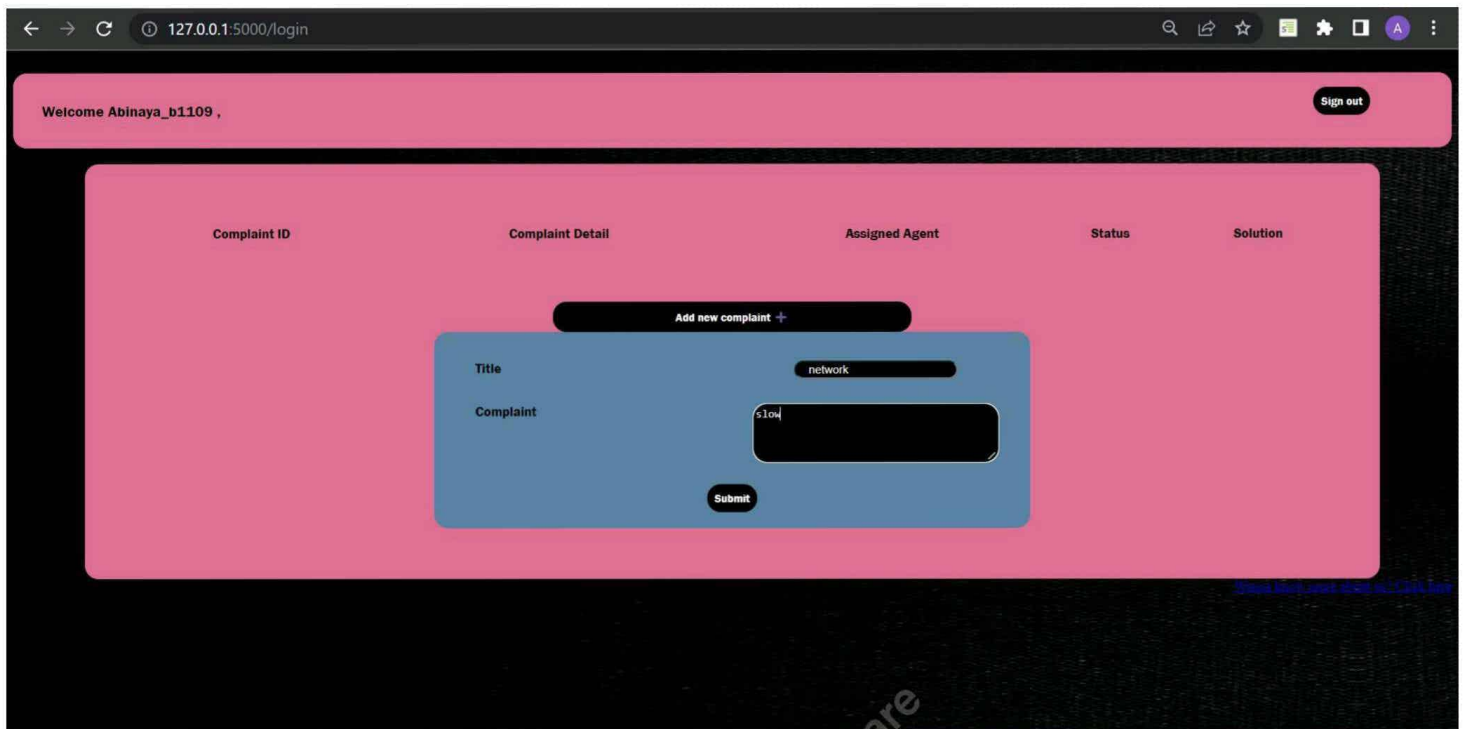 127.0.0.1:5000/login
A
Welcome Abinaya_b1109 ,
Sign out
Complaint ID Complaint Detail Assigned Agent Status Solution
Add new complaint +
Title network
Complaint slow
Submit